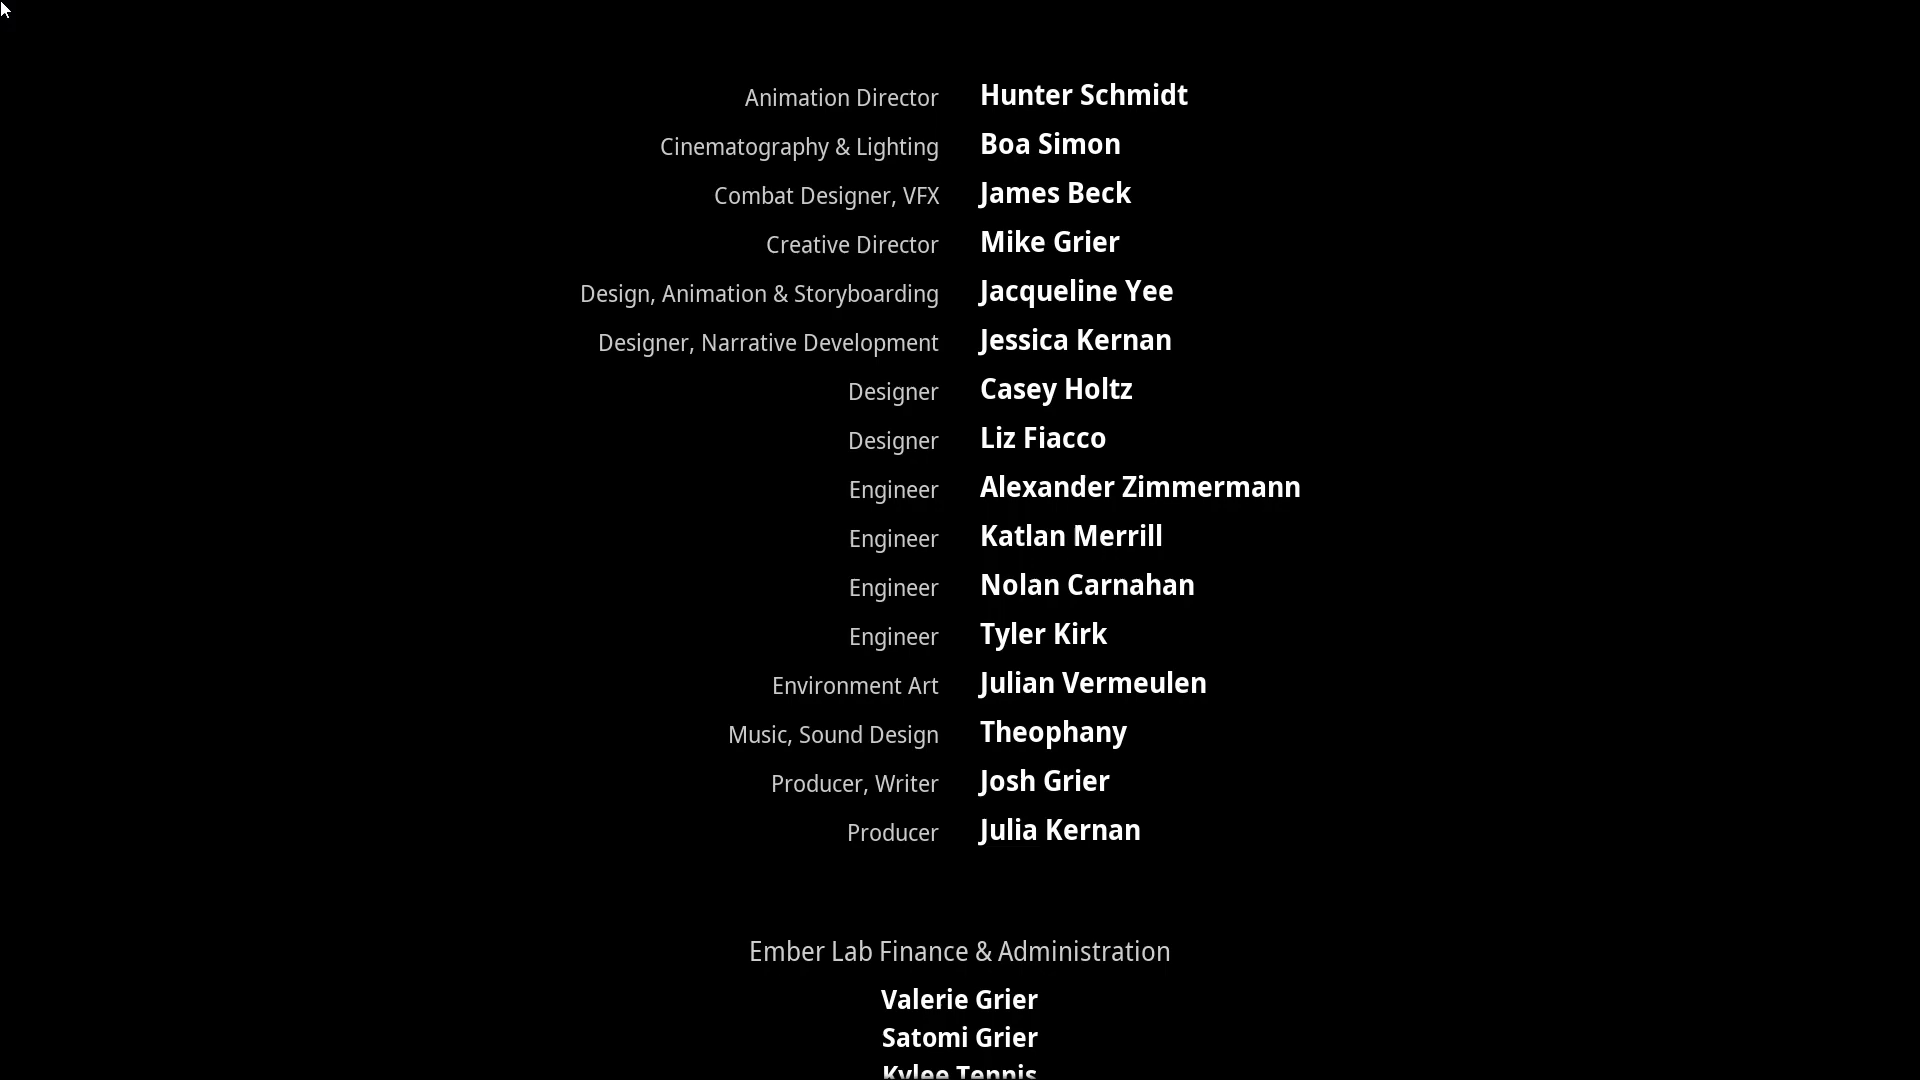 Animation Director Hunter Schmidt
Cinematography & Lighting Boa Simon
Combat Designer, VFX James Beck
Creative Director Mike Grier
Design, Animation & Storyboarding Jacqueline Yee
Designer, Narrative Development Jessica Kernan
Designer Casey Holtz
Designer Liz Fiacco
Engineer Alexander Zimmermann
Engineer Katlan Merrill
Engineer Nolan Carnahan
Engineer Tyler Kirk
Environment Art Julian Vermeulen
Music, Sound Design Theophany
Producer, Writer Josh Grier
Producer Julia Kernan
Ember Lab Finance & Administration
Valerie Grier
Satomi Grier
Kylee Tennis